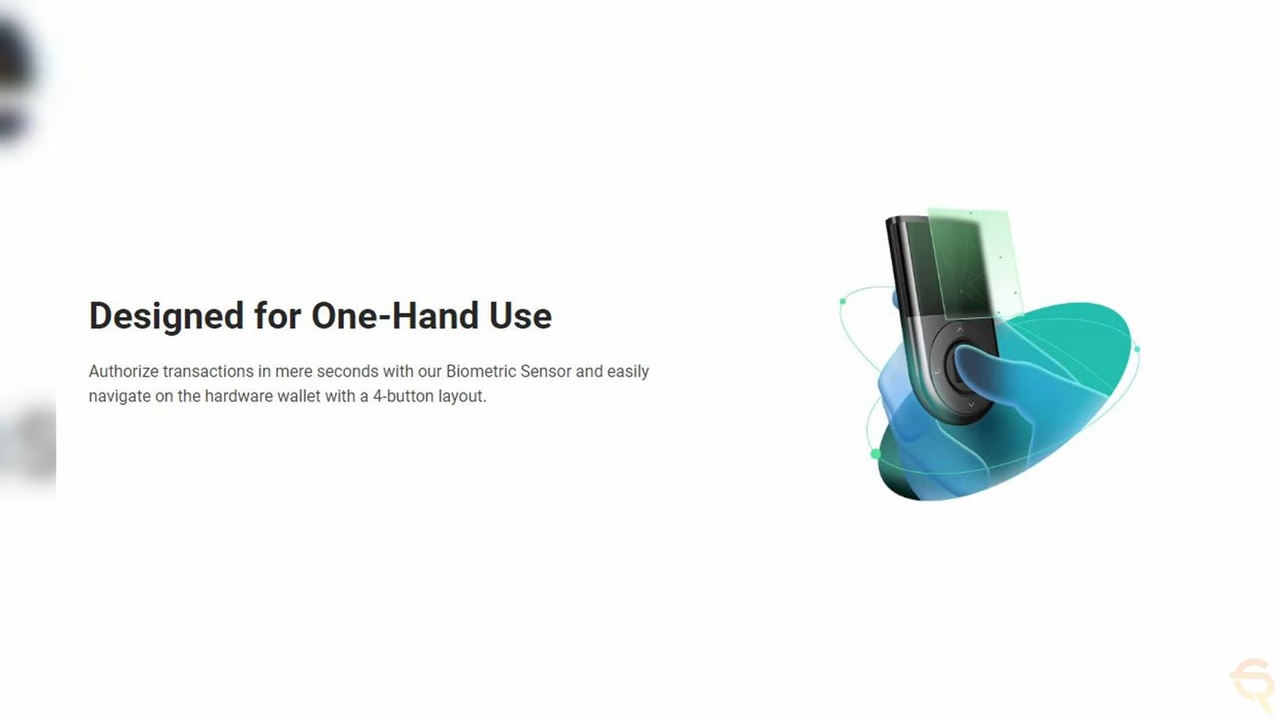 Designed for One-Hand Use
Authorize transactions in mere seconds with our Biometric Sensor and easily
navigate on the hardware wallet with a 4-button layout.